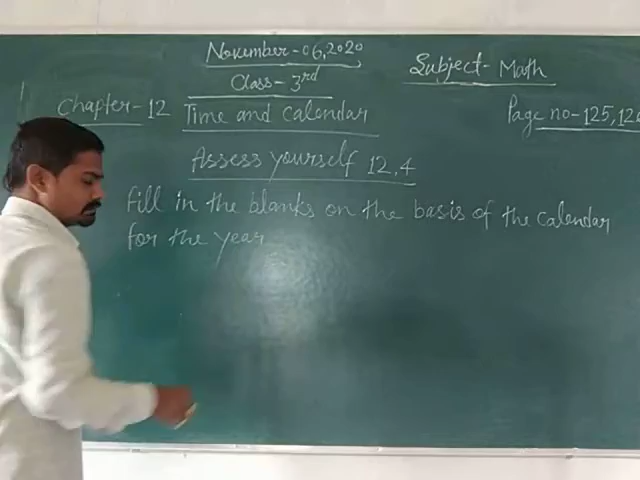 November-06,2020
Class- 3rd
Subject- Math
Chapter-12 Time and calendar
Page no-125,126
Assess yourself 12,4
Fill in the blanks on the basis of the calendar
for the year